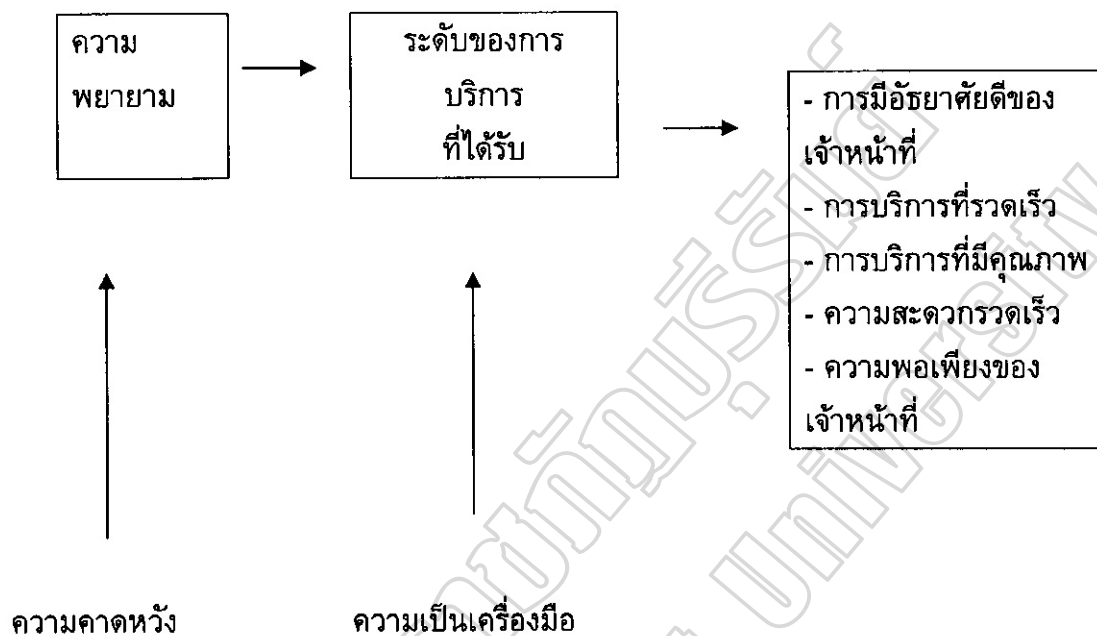 ความ
พยายาม
ระดับของการ
บริการ
ที่ได้รับ
- การมีอัธยาศัยดีของ
เจ้าหน้าที่
- การบริการที่รวดเร็ว
- การบริการที่มีคุณภาพ
- ความสะดวกรวดเร็ว
- ความพอเพียงของ
เจ้าหน้าที่
ความคาดหวัง
ความเป็นเครื่องมือ
University